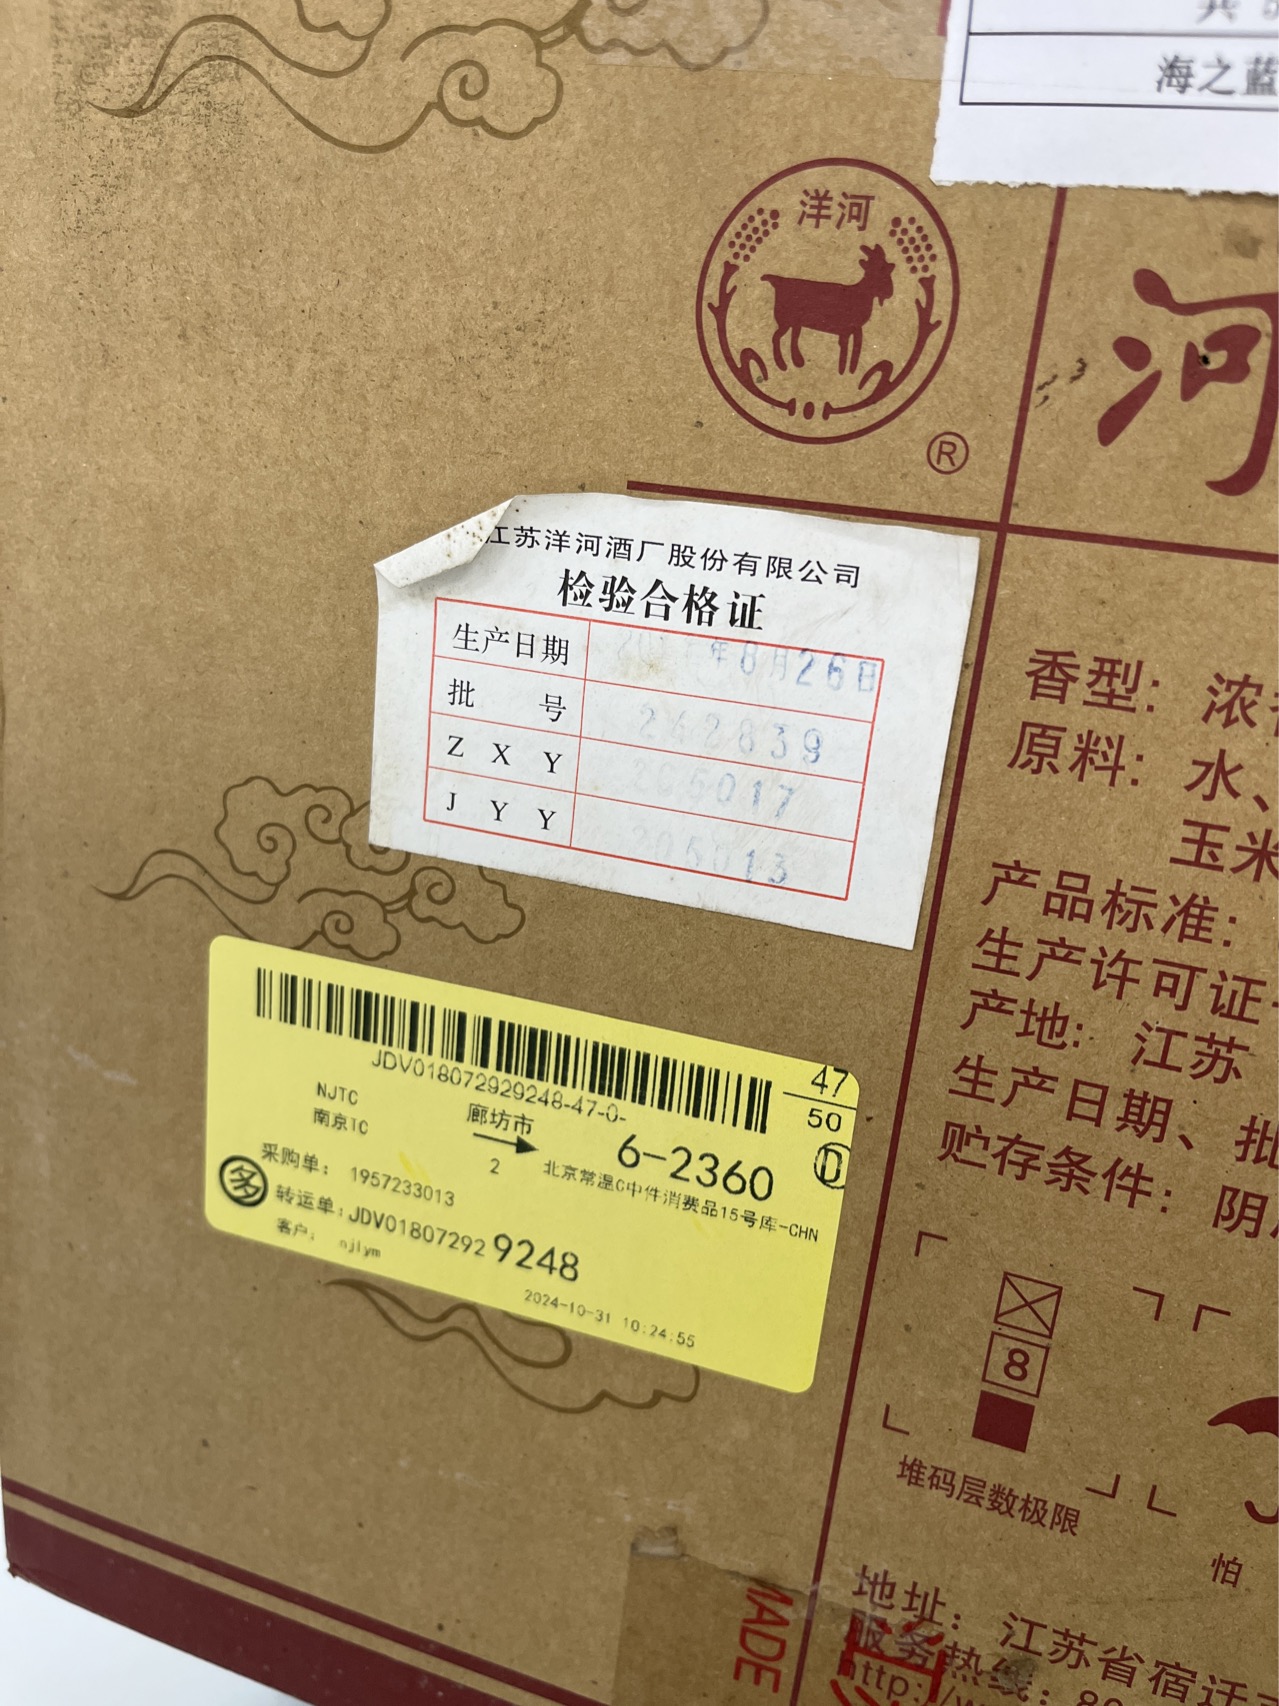 海之蓝
洋河
®
河
江苏洋河酒厂股份有限公司
检验合格证
生产日期 年8月26日
批 号 242839
Z X Y 205017
J Y Y 205013
香型：浓
原料：水、
玉米
产品标准：
生产许可证
产地：江苏
生产日期、批
贮存条件：阴
JDV018072929248-47-0-
47
50
NJTC
南京TC
廊坊市
2
6-2360
D
北京常温C中件消费品15号库-CHN
多
采购单： 1957233013
转运单：JDV018072929248
客户： njlym
2024-10-31 10:24:55
8
堆码层数极限
怕
MADE
地址：江苏省宿迁
服务热线：80
http://w